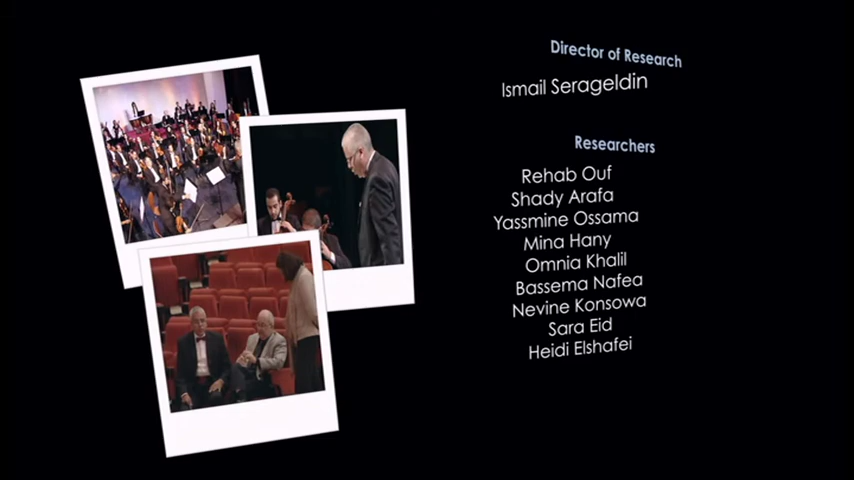 Director of Research
Ismail Serageldin
Researchers
Rehab Ouf
Shady Arafa
Yassmine Ossama
Mina Hany
Omnia Khalil
Bassema Nafea
Nevine Konsowa
Sara Eid
Heidi Elshafei